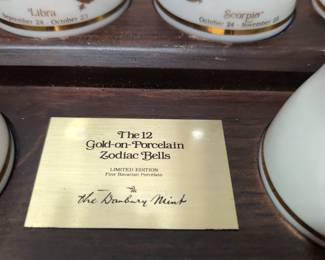 Libra
September 24 - October 23
Scorpio
October 24 - November 22
The 12
Gold-on-Porcelain
Zodiac Bells
LIMITED EDITION
Fine Bavarian Porcelain
The Danbury Mint